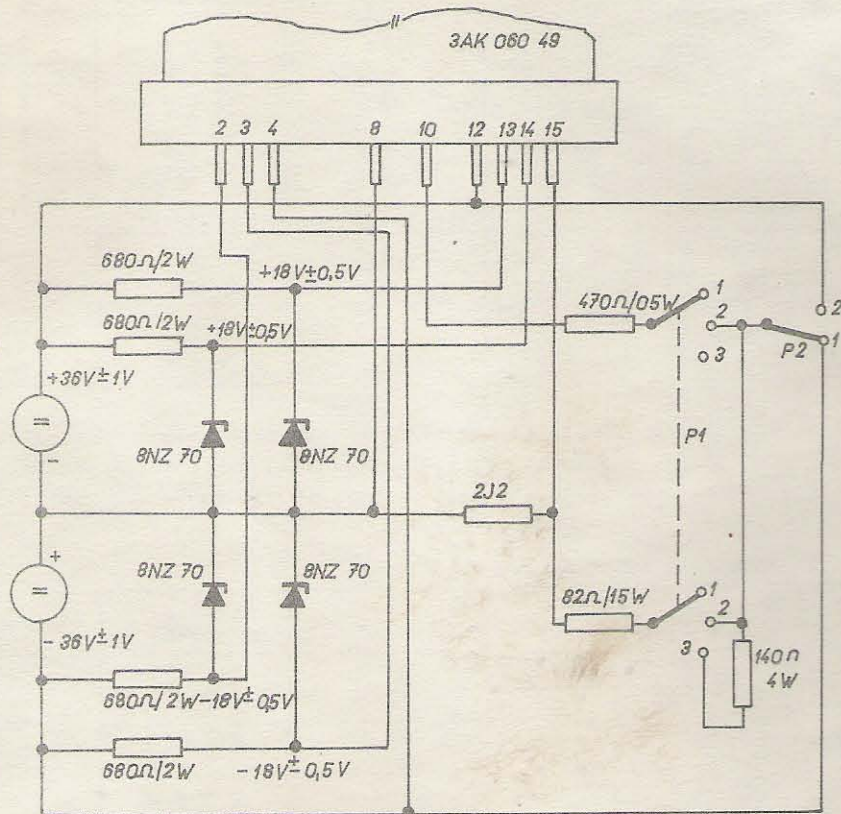 3AK 060 49
2 3 4 8 10 12 13 14 15
680Ω/2W
+18V±0,5V
680Ω/2W
+18V±0,5V
470Ω/05W
1
2
3
2
1
P2
+36V±1V
=
-
8NZ 70
8NZ 70
P1
2J2
+
=
8NZ 70
8NZ 70
82Ω/15W
1
2
3
140Ω
4W
-36V±1V
680Ω/2W
-18V±0,5V
680Ω/2W
-18V±0,5V